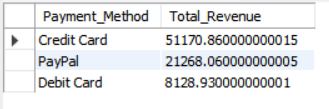 Payment_Method Total_Revenue
Credit Card 51170.860000000015
PayPal 21268.060000000005
Debit Card 8128.930000000001